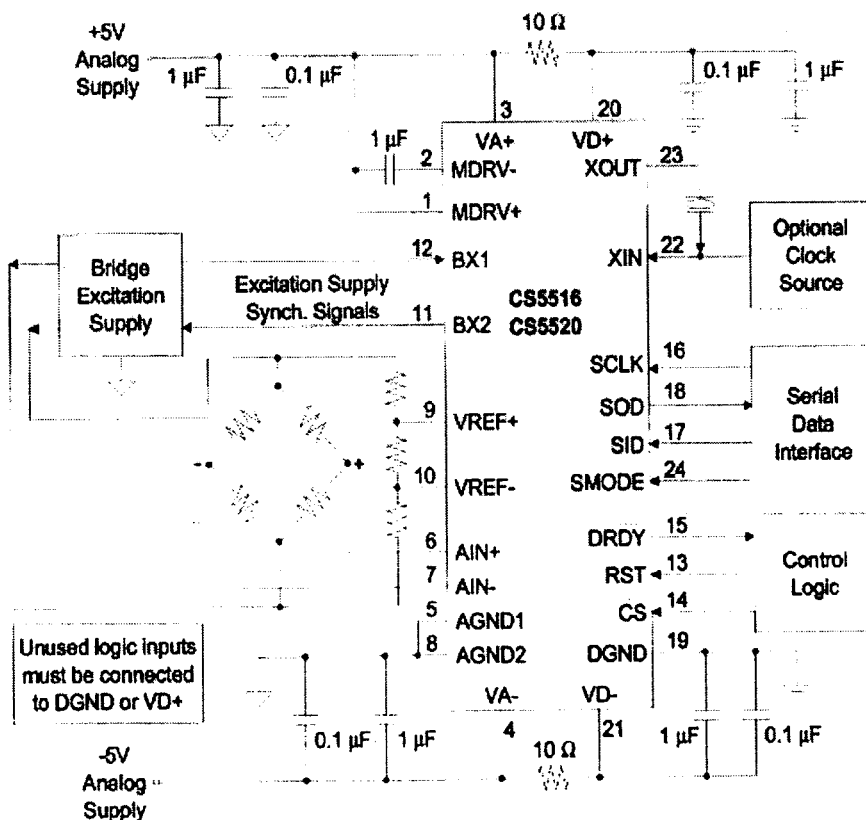 +5V
Analog
Supply
1 µF
0.1 µF
10 Ω
0.1 µF
1 µF
3
20
VA+
VD+
1 µF
2
MDRV-
XOUT
23
1
MDRV+
12
BX1
XIN
22
Optional
Clock
Source
Bridge
Excitation
Supply
Excitation Supply
Synch. Signals
11
BX2
CS5516
CS5520
SCLK
16
SOD
18
SID
17
SMODE
24
Serial
Data
Interface
9
VREF+
-
+
10
VREF-
6
AIN+
7
AIN-
5
AGND1
8
AGND2
DRDY
15
RST
13
CS
14
DGND
19
Control
Logic
Unused logic inputs
must be connected
to DGND or VD+
VA-
VD-
4
21
0.1 µF
1 µF
10 Ω
1 µF
0.1 µF
-5V
Analog
Supply